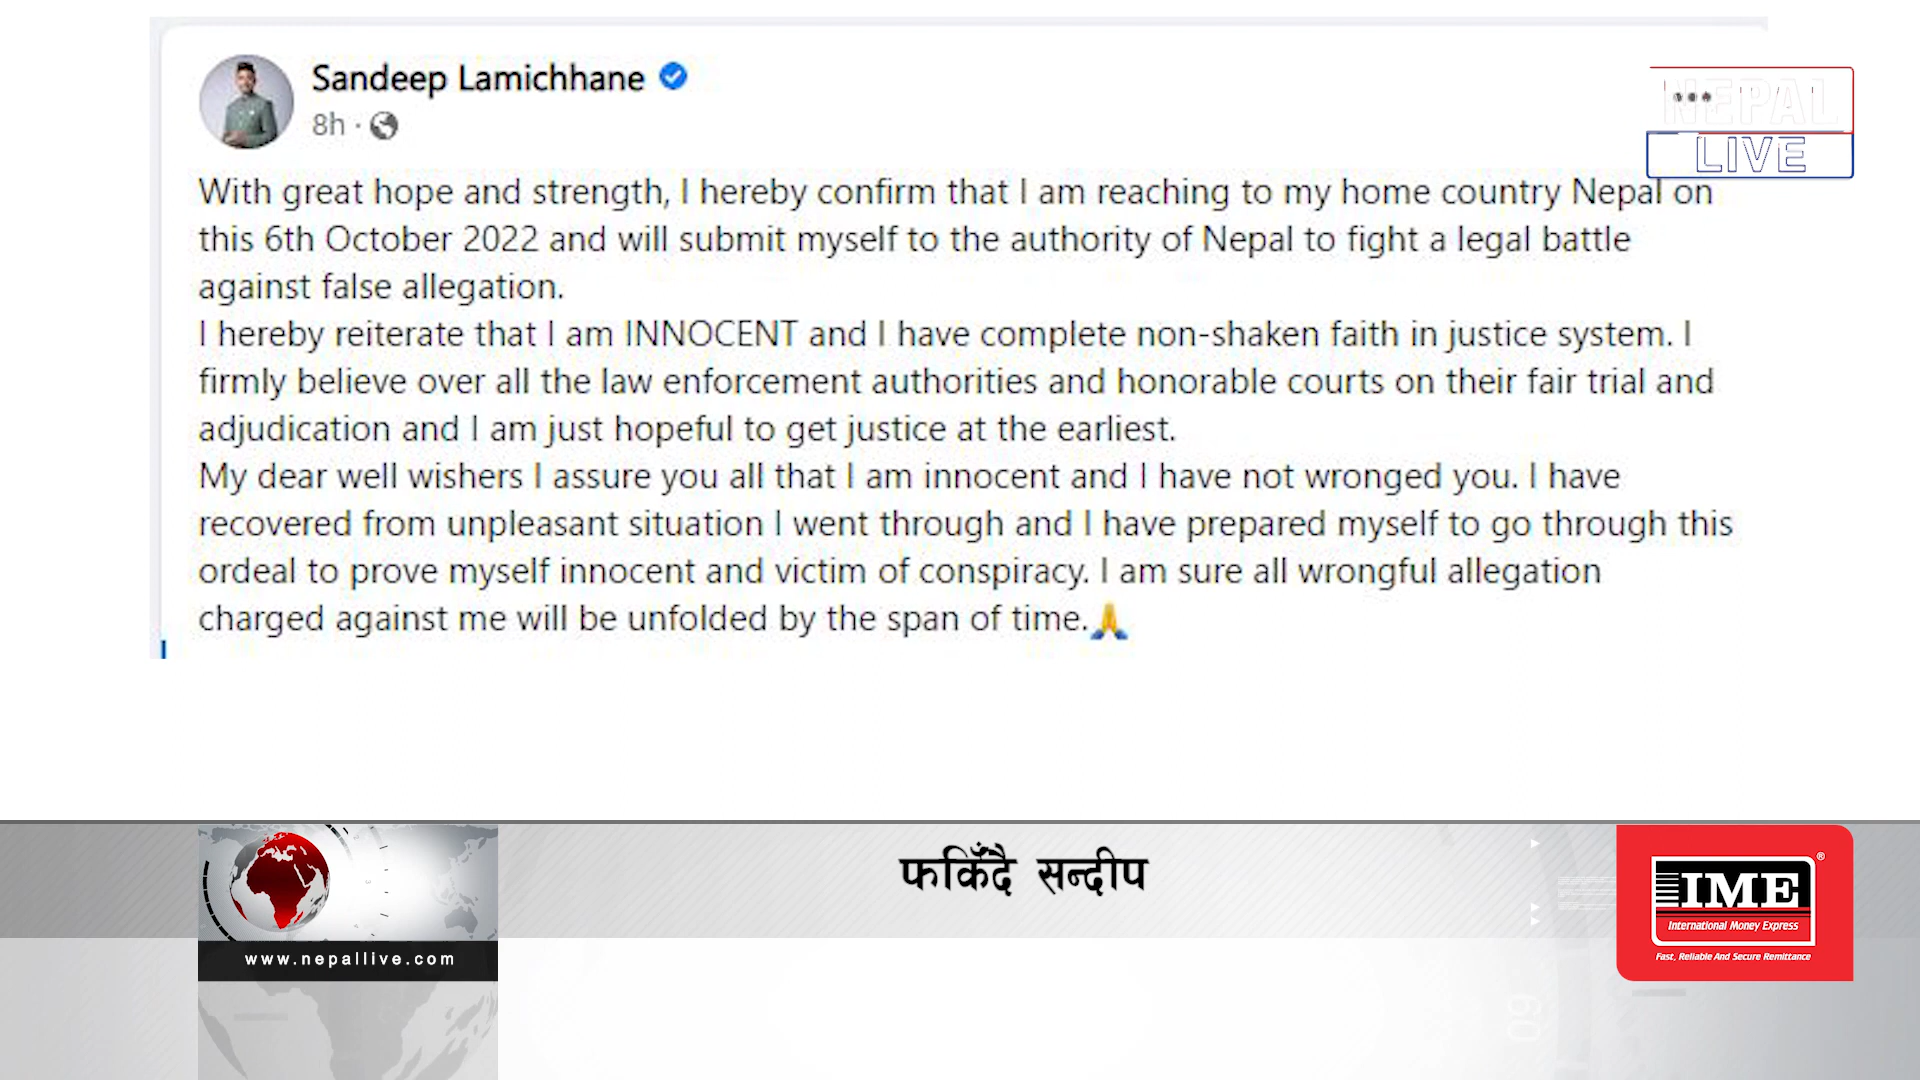 Sandeep Lamichhane
8h ·
NEPAL
LIVE
With great hope and strength, I hereby confirm that I am reaching to my home country Nepal on
this 6th October 2022 and will submit myself to the authority of Nepal to fight a legal battle
against false allegation.
I hereby reiterate that I am INNOCENT and I have complete non-shaken faith in justice system. I
firmly believe over all the law enforcement authorities and honorable courts on their fair trial and
adjudication and I am just hopeful to get justice at the earliest.
My dear well wishers I assure you all that I am innocent and I have not wronged you. I have
recovered from unpleasant situation I went through and I have prepared myself to go through this
ordeal to prove myself innocent and victim of conspiracy. I am sure all wrongful allegation
charged against me will be unfolded by the span of time.🙏
फर्किँदै सन्दीप
www.nepallive.com
IME®
International Money Express
Fast, Reliable And Secure Remittance
09